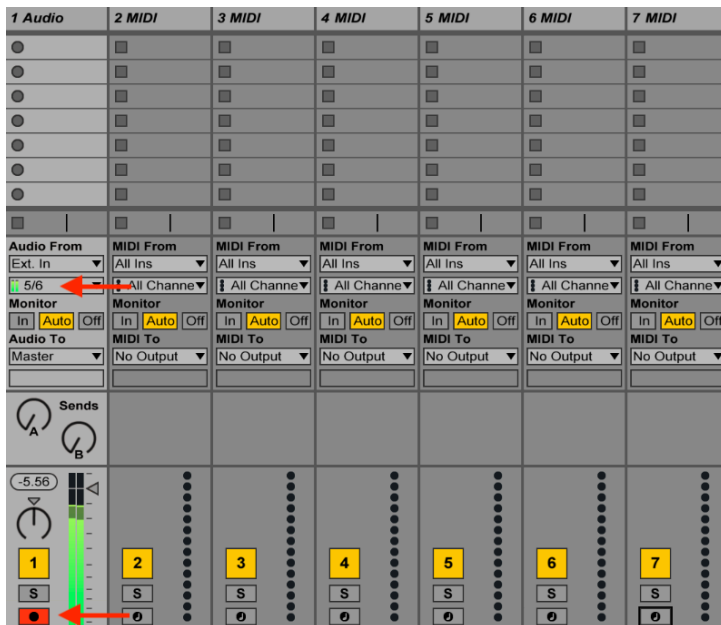 1 Audio 2 MIDI 3 MIDI 4 MIDI 5 MIDI 6 MIDI 7 MIDI
Audio From MIDI From MIDI From MIDI From MIDI From MIDI From MIDI From
Ext. In All Ins All Ins All Ins All Ins All Ins All Ins
5/6 All Channe All Channe All Channe All Channe All Channe All Channe
Monitor Monitor Monitor Monitor Monitor Monitor Monitor
In Auto Off In Auto Off In Auto Off In Auto Off In Auto Off In Auto Off In Auto Off
Audio To MIDI To MIDI To MIDI To MIDI To MIDI To MIDI To
Master No Output No Output No Output No Output No Output No Output
Sends
A
B
-5.56
1 2 3 4 5 6 7
S S S S S S S